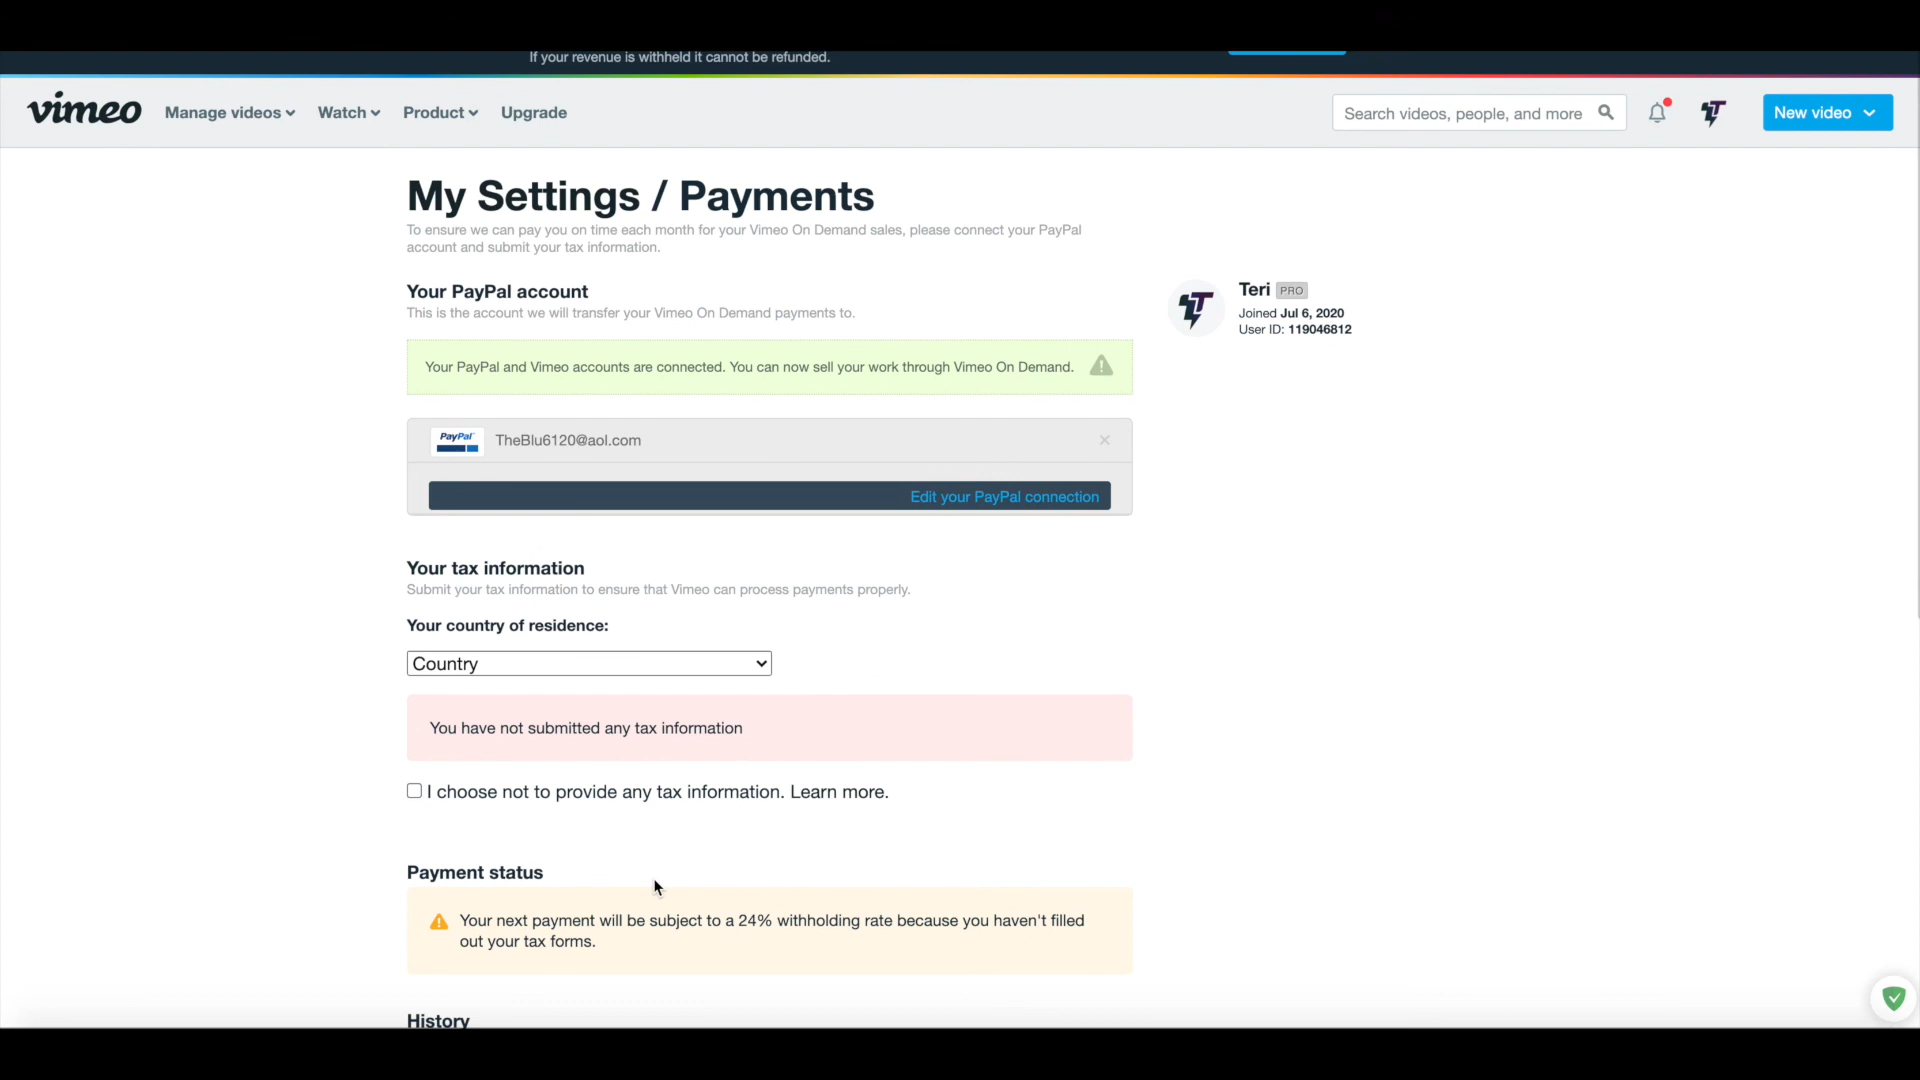 If your revenue is withheld it cannot be refunded.
vimeo
Manage videos
Watch
Product
Upgrade
Search videos, people, and more
New video
My Settings / Payments
To ensure we can pay you on time each month for your Vimeo On Demand sales, please connect your PayPal
account and submit your tax information.
Your PayPal account
This is the account we will transfer your Vimeo On Demand payments to.
Teri PRO
Joined Jul 6, 2020
User ID: 119046812
Your PayPal and Vimeo accounts are connected. You can now sell your work through Vimeo On Demand.
PayPal
TheBlu6120@aol.com
Edit your PayPal connection
Your tax information
Submit your tax information to ensure that Vimeo can process payments properly.
Your country of residence:
Country
You have not submitted any tax information
I choose not to provide any tax information. Learn more.
Payment status
Your next payment will be subject to a 24% withholding rate because you haven't filled
out your tax forms.
History